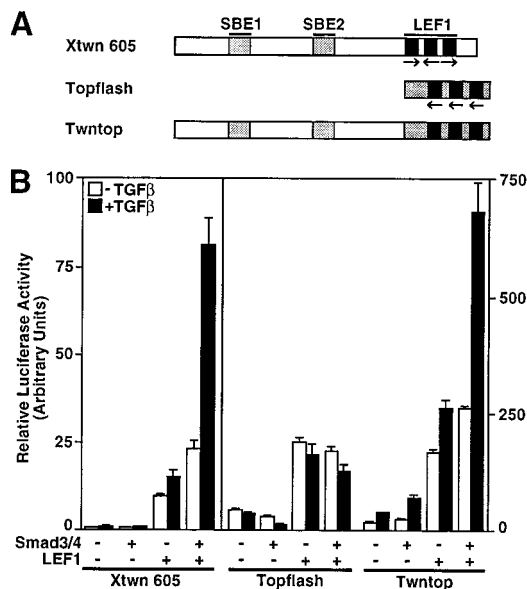 A
SBE1 SBE2 LEF1
Xtwn 605
Topflash
Twntop
B
-TGFβ
+TGFβ
Relative Luciferase Activity
(Arbitrary Units)
100
75
50
25
0
750
500
250
0
Smad3/4 - + - + - + - + - + - +
LEF1 - - + + - - + + - - + +
Xtwn 605 Topflash Twntop